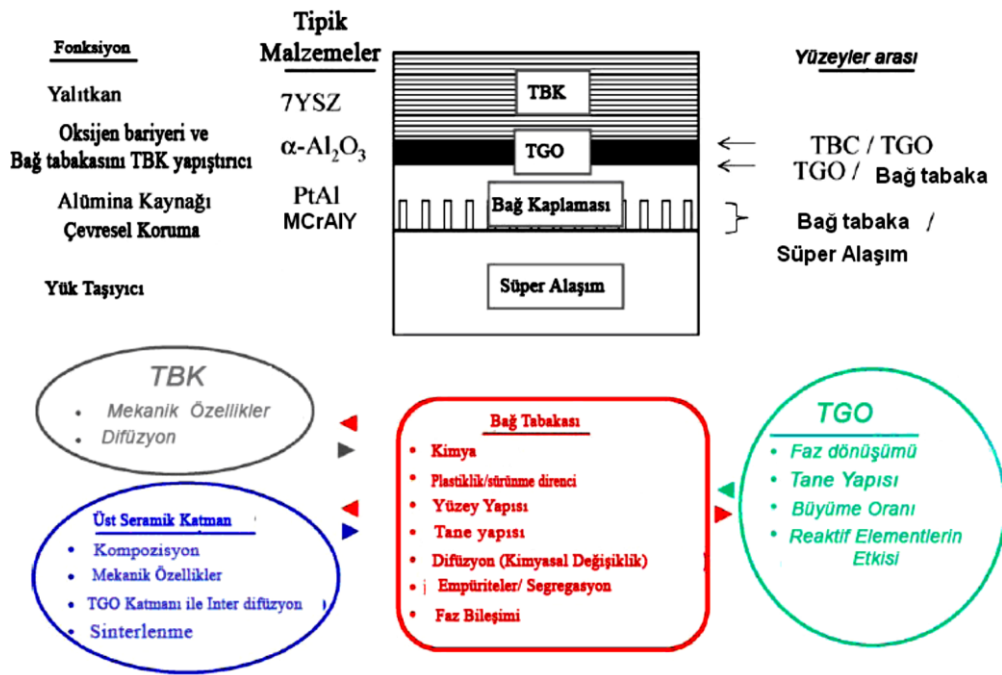 Fonksiyon
Tipik
Malzemeler
Yüzeyler arası
Yalıtkan
7YSZ
TBK
Oksijen bariyeri ve
Bağ tabakasını TBK yapıştırıcı
α-Al₂O₃
TGO
TBC / TGO
TGO / Bağ tabaka
Alümina Kaynağı
Çevresel Koruma
PtAl
MCrAlY
Bağ Kaplaması
Bağ tabaka /
Süper Alaşım
Yük Taşıyıcı
Süper Alaşım
TBK
• Mekanik Özellikler
• Difüzyon
Üst Seramik Katman
• Kompozisyon
• Mekanik Özellikler
• TGO Katmanı ile Inter difüzyon
• Sinterlenme
Bağ Tabakası
• Kimya
• Plastiklik/sürünme direnci
• Yüzey Yapısı
• Tane yapısı
• Difüzyon (Kimyasal Değişiklik)
• Empüriteler/ Segregasyon
• Faz Bileşimi
TGO
• Faz dönüşümü
• Tane Yapısı
• Büyüme Oranı
• Reaktif Elementlerin
Etkisi